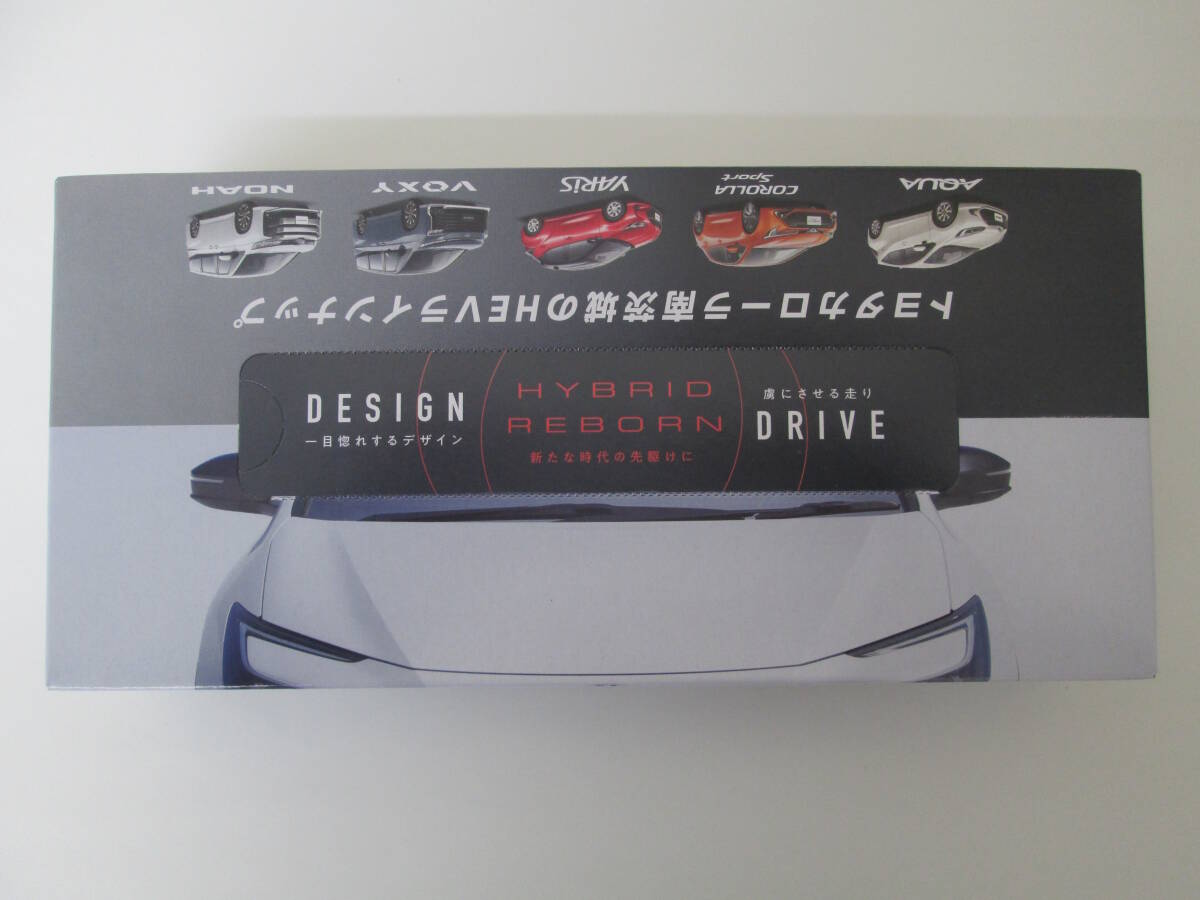 NOAH
VOXY
YARiS
COROLLA
Sport
AQUA
トヨタカローラ南茨城のHEVラインナップ。
DESIGN
一目惚れするデザイン
HYBRID
REBORN
新たな時代の先駆けに
虜にさせる走り
DRIVE